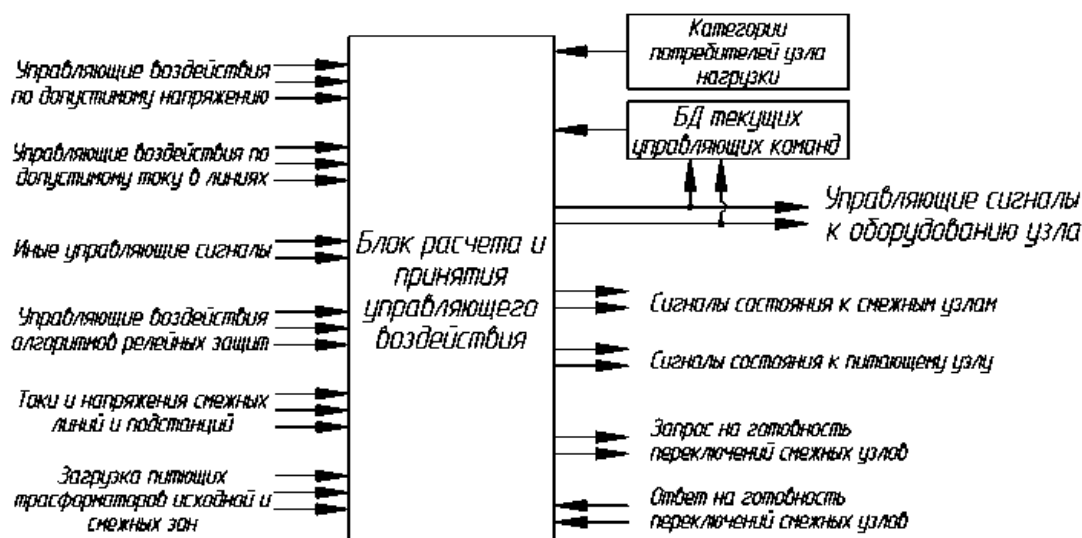 Управляющие воздействия
по допустимому напряжению
Управляющие воздействия по
допустимому току в линиях
Иные управляющие сигналы
Управляющие воздействия
алгоритмов релейных защит
Токи и напряжения смежных
линий и подстанций
Загрузка питющих
трасформаторов исходной и
смежных зон
Блок расчета и
принятия
управляющего
воздействия
Категории
потребителей узла
нагрузки
БД текущих
управляющих команд
Управляющие сигналы
к оборудованию узла
Сигналы состояния к смежным узлам
Сигналы состояния к питающему узлу
Запрос на готовность
переключений смежных узлов
Ответ на готовность
переключений смежных узлов